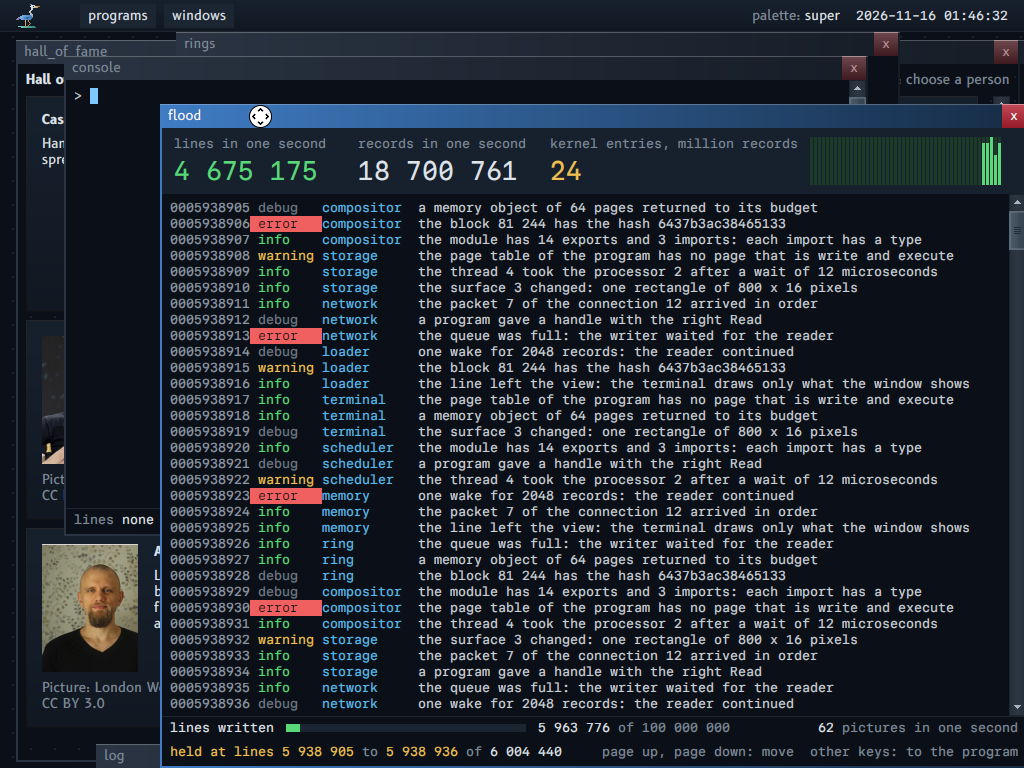 programs windows palette: super 2026-11-16 01:46:32
rings x
hall_of_fame x
console x
Hall o choose a person
>
flood x
Cas
Han
spre
lines in one second records in one second kernel entries, million records
4 675 175 18 700 761 24
0005938905 debug compositor a memory object of 64 pages returned to its budget
0005938906 error compositor the block 81 244 has the hash 6437b3ac38465133
0005938907 info compositor the module has 14 exports and 3 imports: each import has a type
0005938908 warning storage the page table of the program has no page that is write and execute
0005938909 info storage the thread 4 took the processor 2 after a wait of 12 microseconds
0005938910 info storage the surface 3 changed: one rectangle of 800 x 16 pixels
0005938911 info network the packet 7 of the connection 12 arrived in order
0005938912 debug network a program gave a handle with the right Read
0005938913 error network the queue was full: the writer waited for the reader
0005938914 debug loader one wake for 2048 records: the reader continued
0005938915 warning loader the block 81 244 has the hash 6437b3ac38465133
0005938916 info loader the line left the view: the terminal draws only what the window shows
0005938917 info terminal the page table of the program has no page that is write and execute
0005938918 info terminal a memory object of 64 pages returned to its budget
0005938919 debug terminal the surface 3 changed: one rectangle of 800 x 16 pixels
0005938920 info scheduler the module has 14 exports and 3 imports: each import has a type
0005938921 debug scheduler a program gave a handle with the right Read
0005938922 warning scheduler the thread 4 took the processor 2 after a wait of 12 microseconds
0005938923 error memory one wake for 2048 records: the reader continued
0005938924 info memory the packet 7 of the connection 12 arrived in order
0005938925 info memory the line left the view: the terminal draws only what the window shows
0005938926 info ring the queue was full: the writer waited for the reader
0005938927 info ring a memory object of 64 pages returned to its budget
0005938928 debug ring the block 81 244 has the hash 6437b3ac38465133
0005938929 debug compositor the module has 14 exports and 3 imports: each import has a type
0005938930 error compositor the page table of the program has no page that is write and execute
0005938931 info compositor the thread 4 took the processor 2 after a wait of 12 microseconds
0005938932 warning storage the surface 3 changed: one rectangle of 800 x 16 pixels
0005938933 info storage the packet 7 of the connection 12 arrived in order
0005938934 info storage a program gave a handle with the right Read
0005938935 info network the queue was full: the writer waited for the reader
0005938936 debug network one wake for 2048 records: the reader continued
lines written 5 963 776 of 100 000 000 62 pictures in one second
held at lines 5 938 905 to 5 938 936 of 6 004 440 page up, page down: move other keys: to the program
Pict
CC
lines none
Picture: London We
CC BY 3.0
log